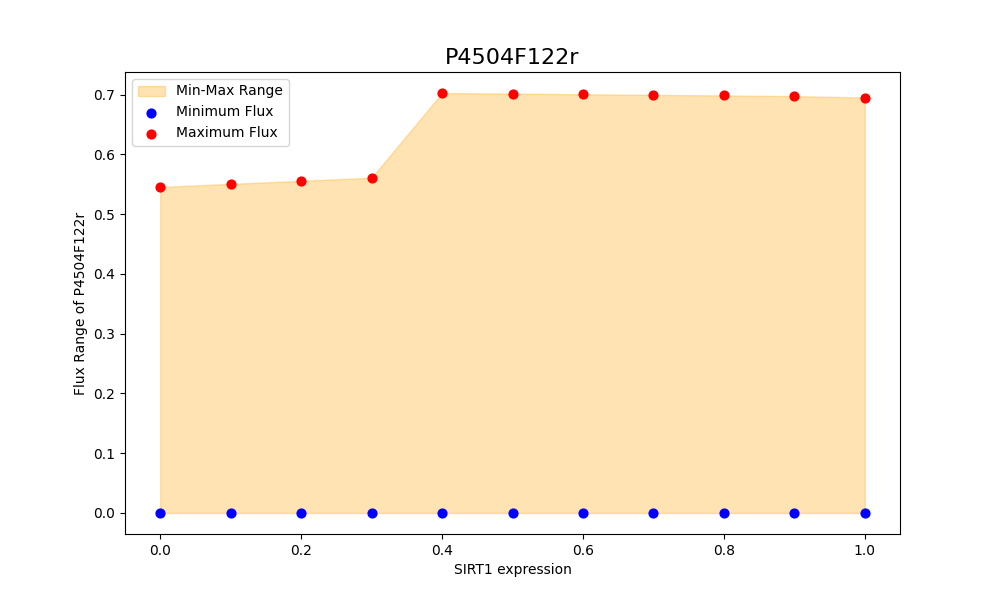 P4504F122r
Min-Max Range
Minimum Flux
Maximum Flux
Flux Range of P4504F122r
0.7
0.6
0.5
0.4
0.3
0.2
0.1
0.0
0.0 0.2 0.4 0.6 0.8 1.0
SIRT1 expression